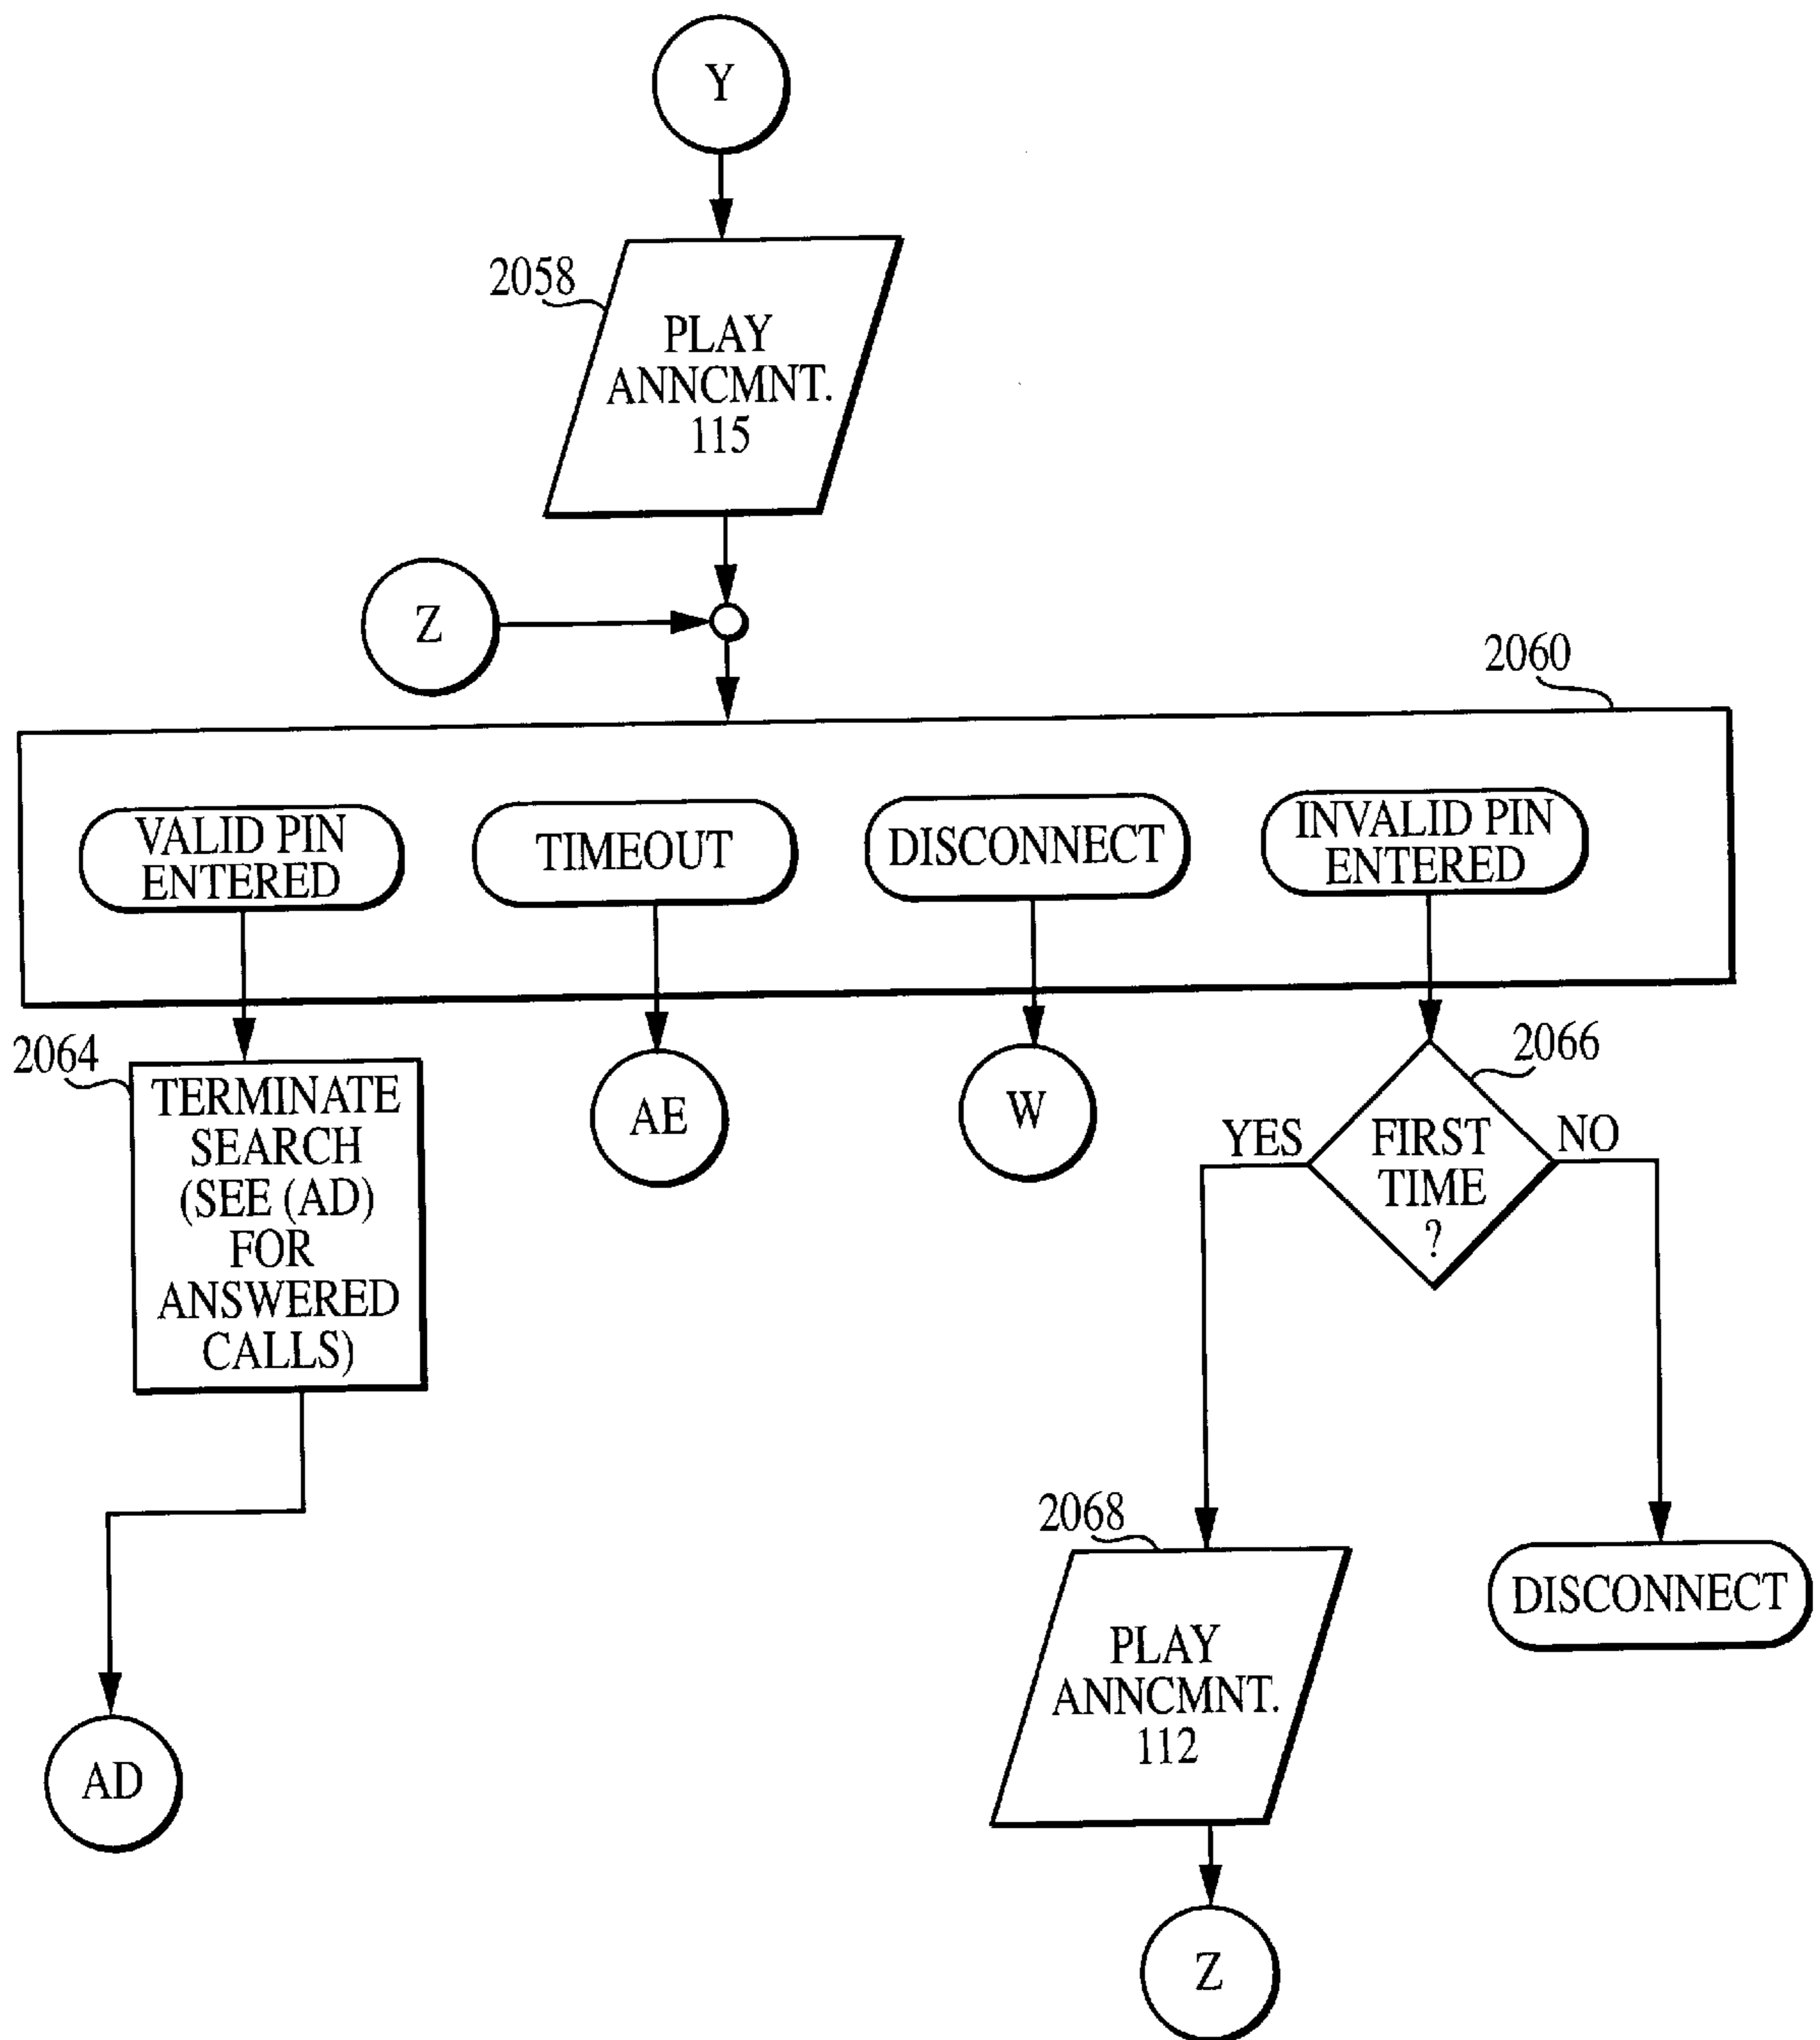 Y
2058
PLAY
ANNCMNT.
115
Z
2060
VALID PIN
ENTERED
TIMEOUT
DISCONNECT
INVALID PIN
ENTERED
2064
TERMINATE
SEARCH
(SEE (AD)
FOR
ANSWERED
CALLS)
AE
W
2066
YES
FIRST
TIME
?
NO
2068
PLAY
ANNCMNT.
112
DISCONNECT
AD
Z